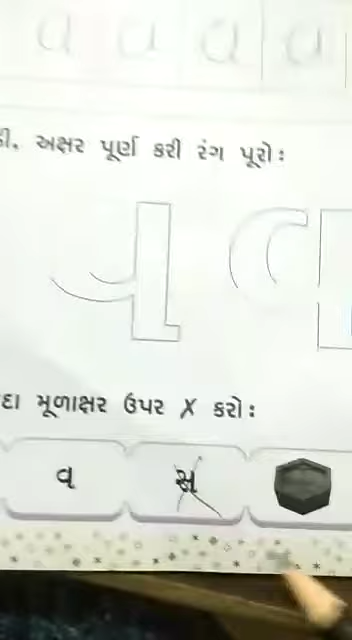 વ વ વ વ
અક્ષર પૂર્ણ કરી રંગ પૂરો :
મૂળાક્ષર ઉપર X કરો :
વ સ